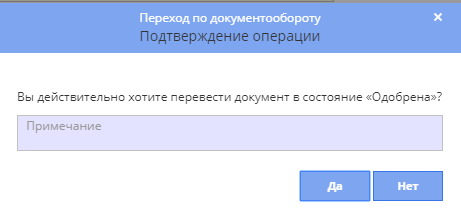 Переход по документообороту
Подтверждение операции
Вы действительно хотите перевести документ в состояние «Одобрена»?
Примечание
Да
Нет